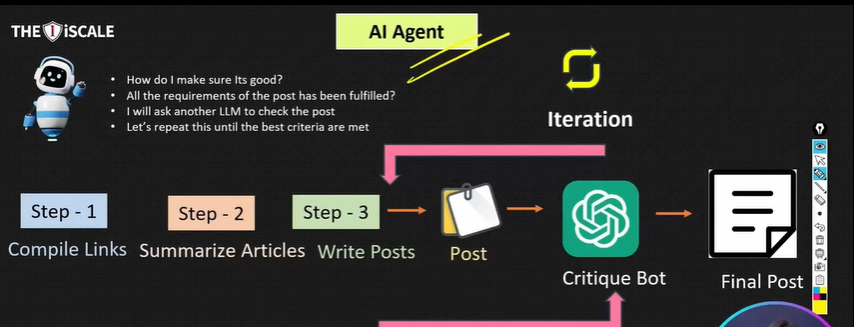 THE 1 iSCALE
AI Agent
• How do I make sure Its good?
• All the requirements of the post has been fulfilled?
• I will ask another LLM to check the post
• Let's repeat this until the best criteria are met
Iteration
Step - 1
Step - 2
Step - 3
Compile Links
Summarize Articles
Write Posts
Post
Critique Bot
Final Post